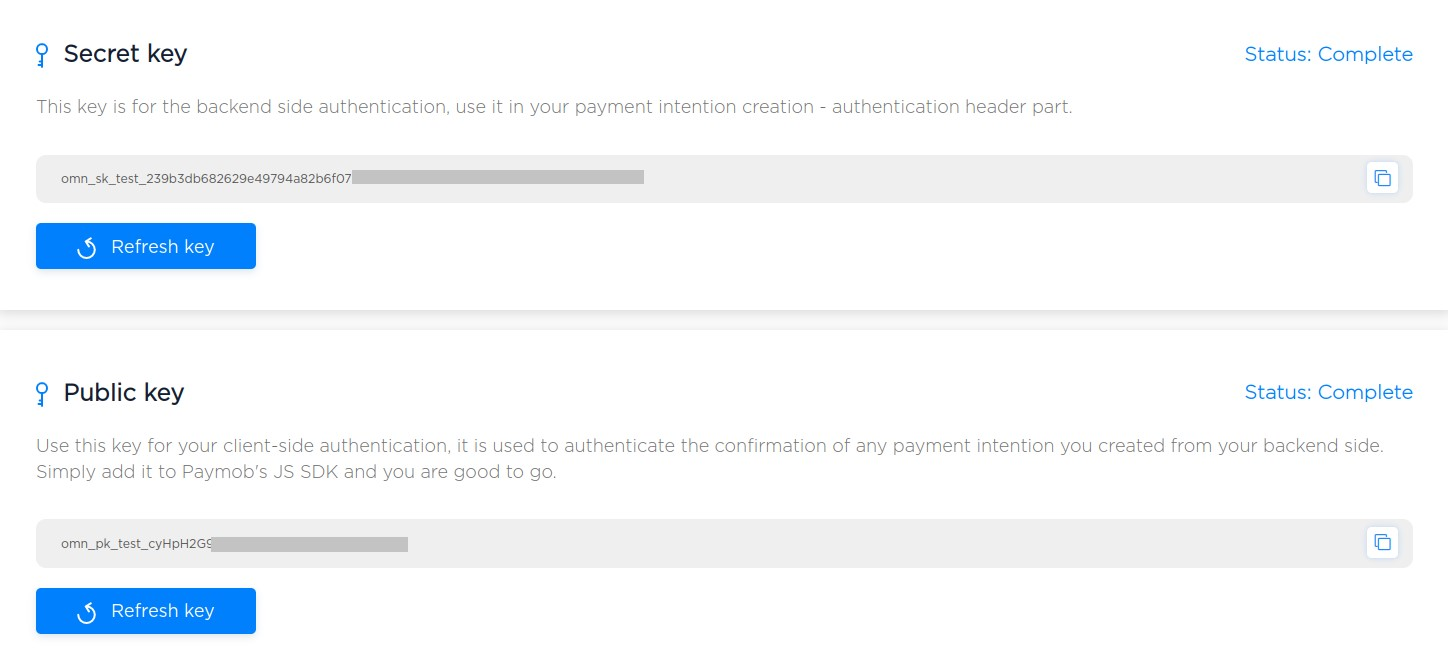 Secret key
Status: Complete
This key is for the backend side authentication, use it in your payment intention creation - authentication header part.
omn_sk_test_239b3db682629e49794a82b6f07
Refresh key
Public key
Status: Complete
Use this key for your client-side authentication, it is used to authenticate the confirmation of any payment intention you created from your backend side.
Simply add it to Paymob's JS SDK and you are good to go.
omn_pk_test_cyHpH2G9
Refresh key